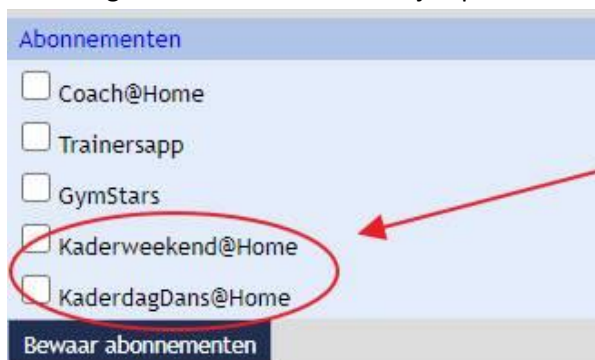 Abonnementen
Coach@Home
Trainersapp
GymStars
Kaderweekend@Home
KaderdagDans@Home
Bewaar abonnementen